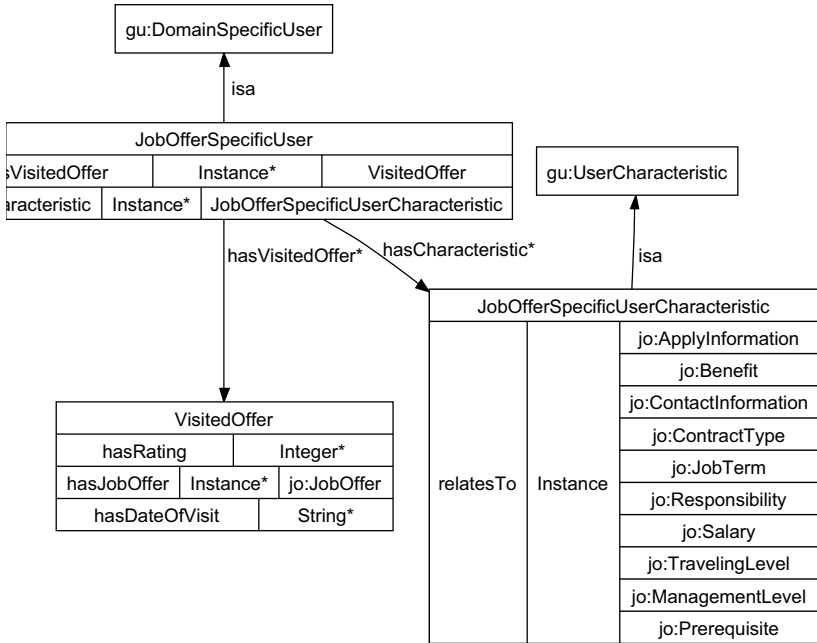 gu:DomainSpecificUser
isa
JobOfferSpecificUser
sVisitedOffer Instance* VisitedOffer
aracteristic Instance* JobOfferSpecificUserCharacteristic
gu:UserCharacteristic
hasVisitedOffer* hasCharacteristic* isa
JobOfferSpecificUserCharacteristic
relatesTo Instance
jo:ApplyInformation
jo:Benefit
jo:ContactInformation
jo:ContractType
jo:JobTerm
jo:Responsibility
jo:Salary
jo:TravelingLevel
jo:ManagementLevel
jo:Prerequisite
VisitedOffer
hasRating Integer*
hasJobOffer Instance* jo:JobOffer
hasDateOfVisit String*